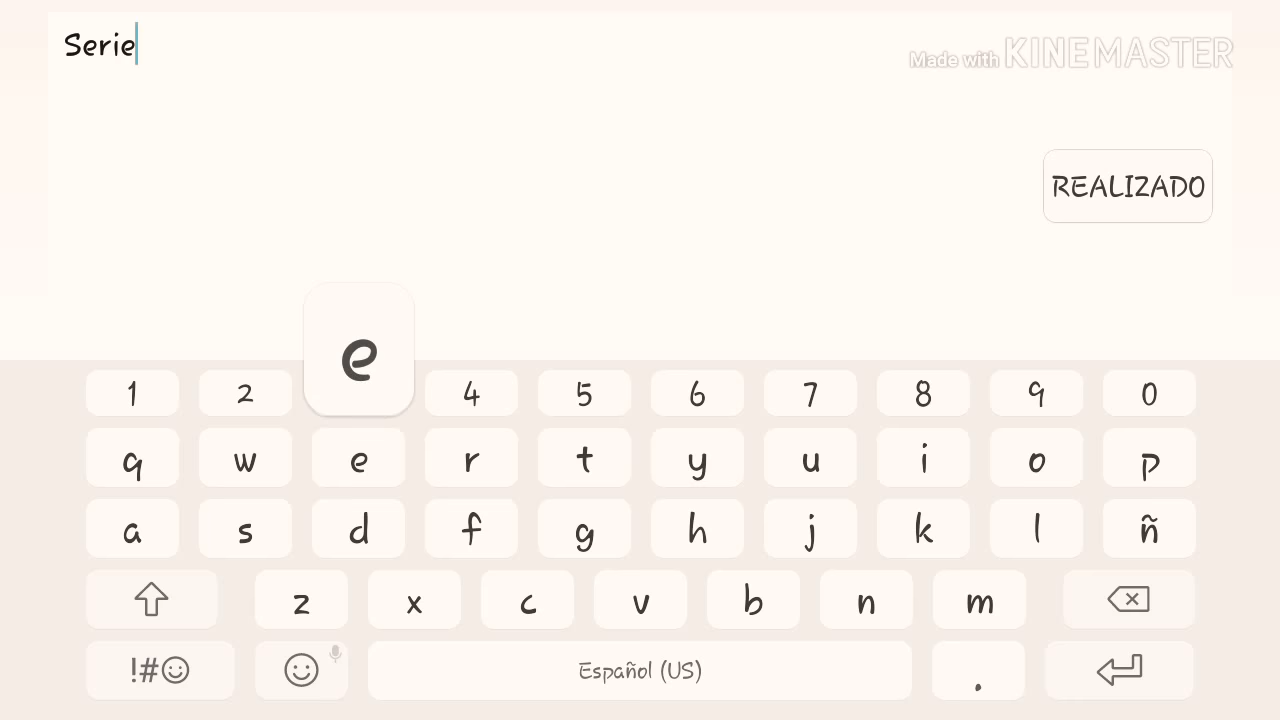 Serie
Made with KINEMASTER
REALIZADO
e
1 2 4 5 6 7 8 9 0
q w e r t y u i o p
a s d f g h j k l ñ
z x c v b n m
!#☺ Español (US) .